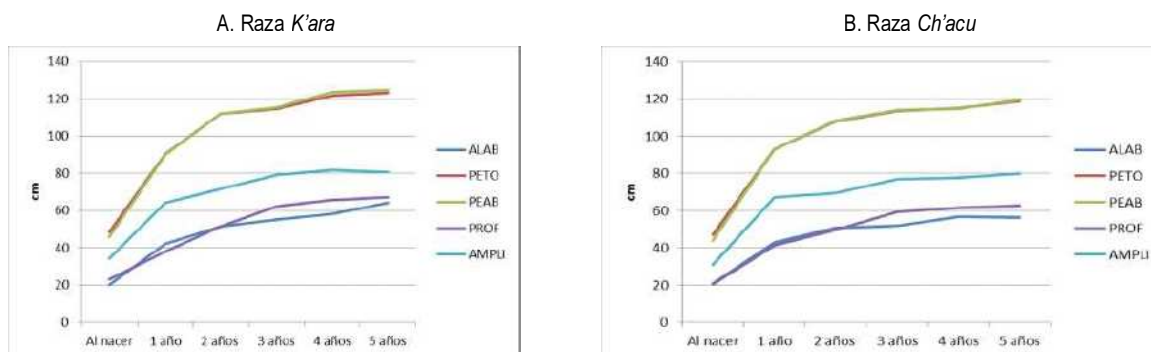 A. Raza K'ara
140
120
100
80
60
40
20
0
cm
Al nacer 1 año 2 años 3 años 4 años 5 años
ALAB
PETO
PEAB
PROF
AMPLI
B. Raza Ch'acu
140
120
100
80
60
40
20
0
cm
Al nacer 1 año 2 años 3 años 4 años 5 años
ALAB
PETO
PEAB
PROF
AMPLI